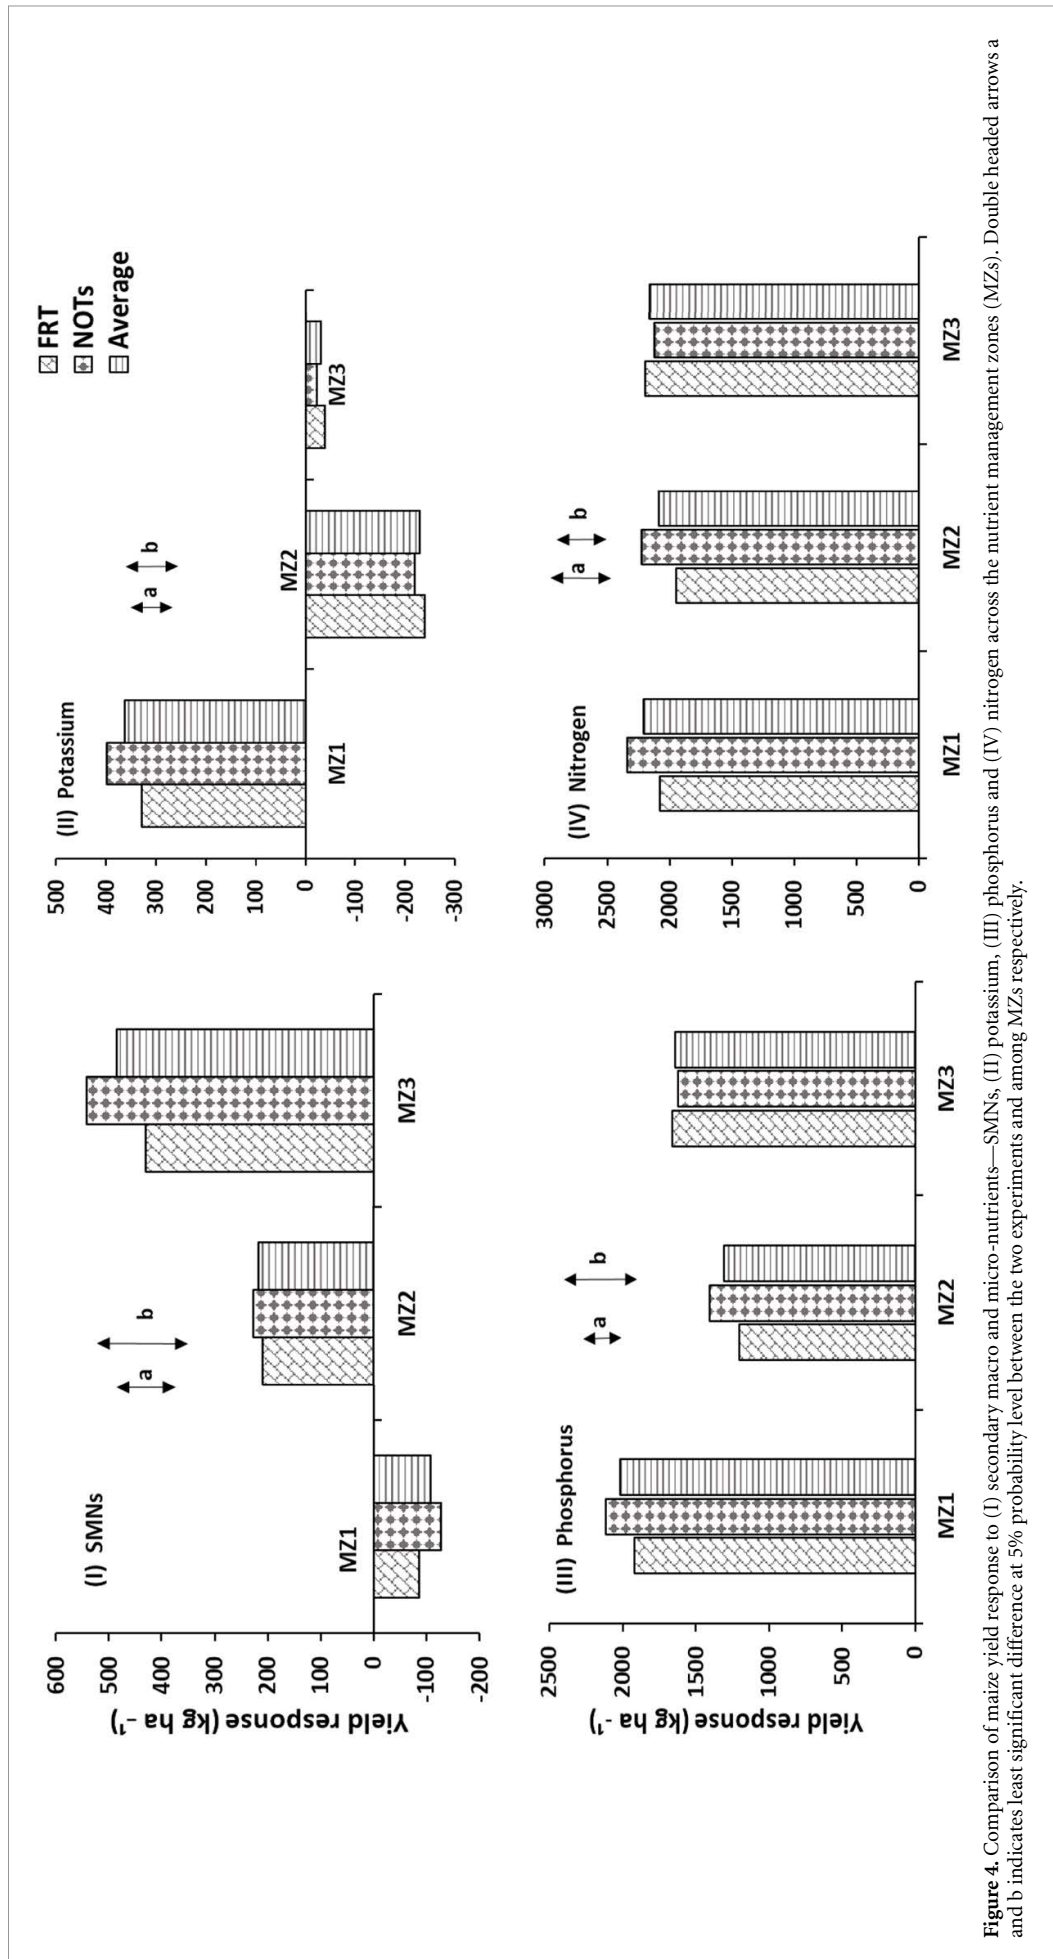 (I) SMNs
600
500
400
300
200
100
0
-100
-200
Yield response (kg ha ⁻¹)
a
b
MZ1
MZ2
MZ3
(II) Potassium
500
400
300
200
100
0
-100
-200
-300
a
b
MZ1
MZ2
MZ3
FRT
NOTs
Average
(III) Phosphorus
2500
2000
1500
1000
500
0
Yield response (kg ha ⁻¹)
a
b
MZ1
MZ2
MZ3
(IV) Nitrogen
3000
2500
2000
1500
1000
500
0
a
b
MZ1
MZ2
MZ3
Figure 4. Comparison of maize yield response to (I) secondary macro and micro-nutrients—SMNs, (II) potassium, (III) phosphorus and (IV) nitrogen across the nutrient management zones (MZs). Double headed arrows a
and b indicates least significant difference at 5% probability level between the two experiments and among MZs respectively.